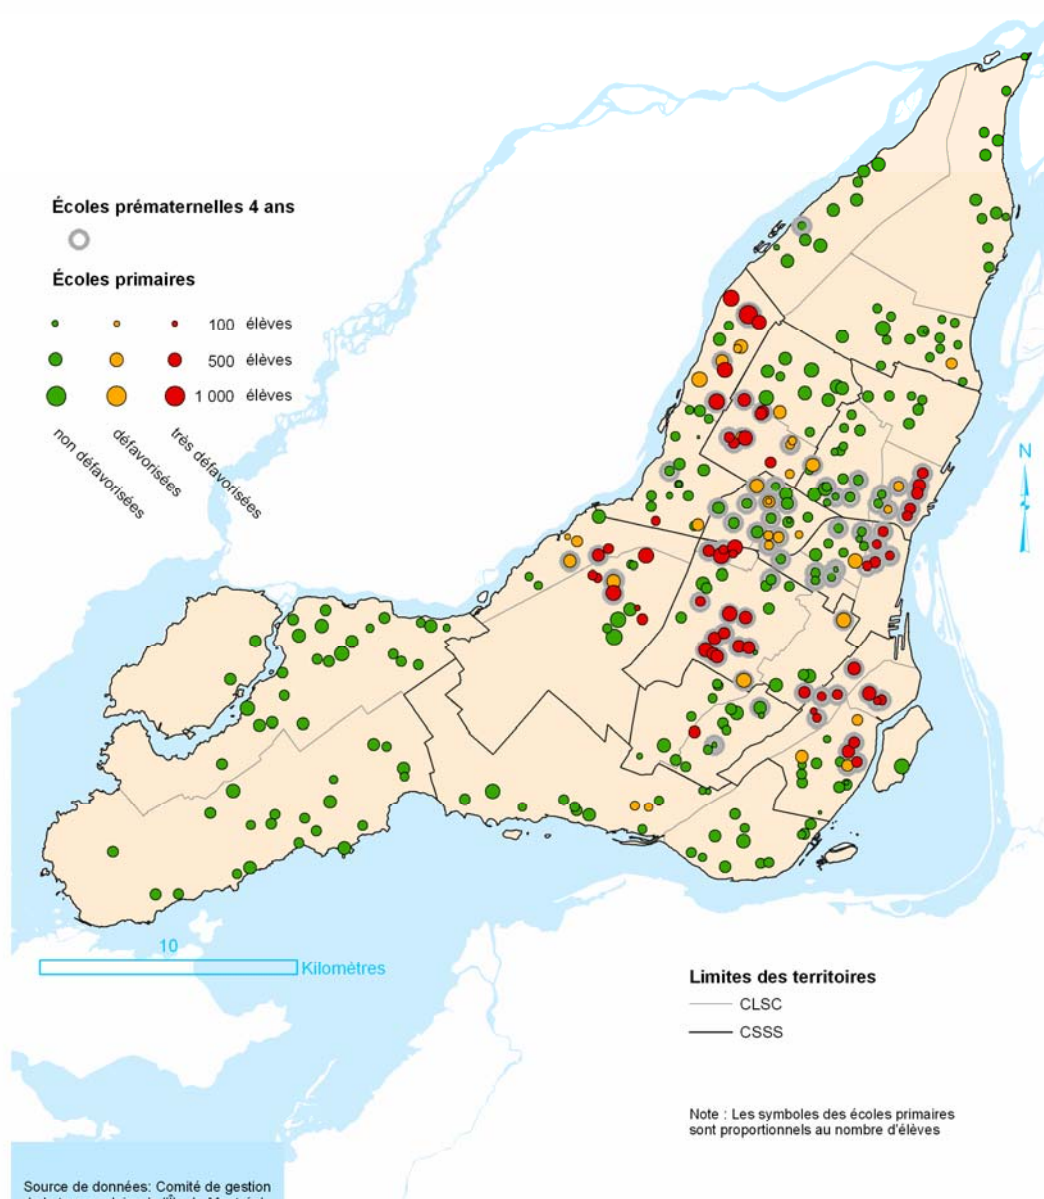 Écoles prématernelles 4 ans
Écoles primaires
100 élèves
500 élèves
1 000 élèves
non défavorisées
défavorisées
très défavorisées
N
10
Kilomètres
Limites des territoires
CLSC
CSSS
Note : Les symboles des écoles primaires
sont proportionnels au nombre d'élèves
Source de données: Comité de gestion